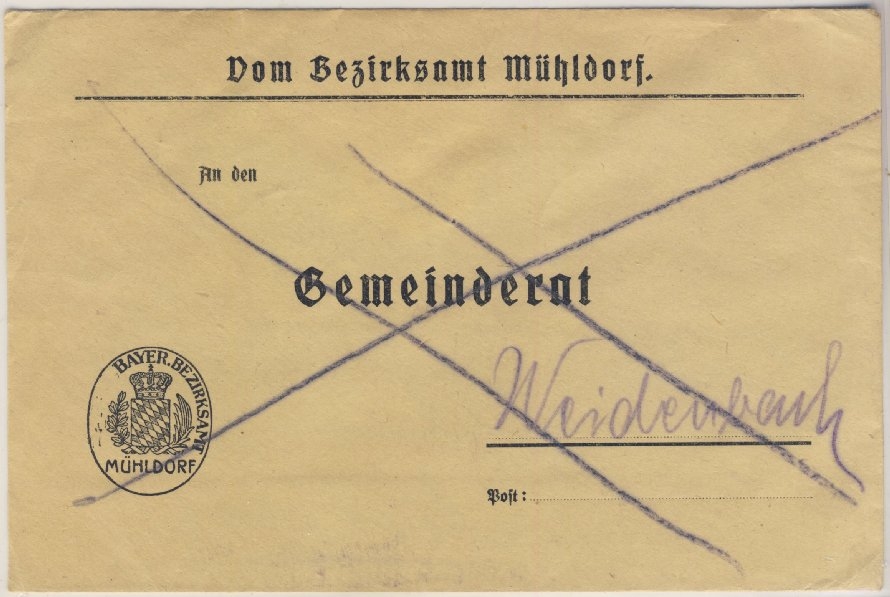 Vom Bezirksamt Mühldorf.
An den
Gemeinderat
BAYER. BEZIRKSAMT
MÜHLDORF
Weidenbach
Post: